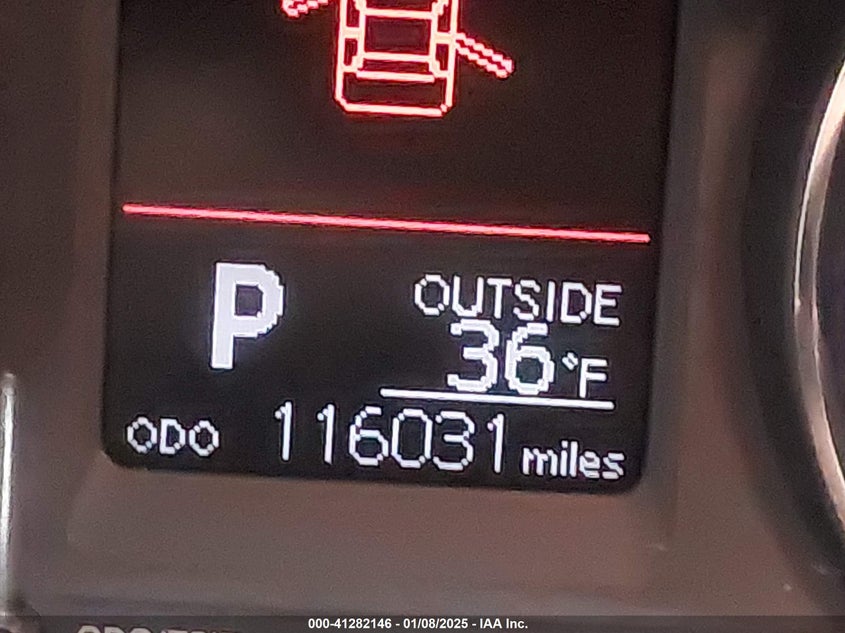 P
OUTSIDE
36°F
ODO 116031 miles
000-41282146 - 01/08/2025 - IAA Inc.